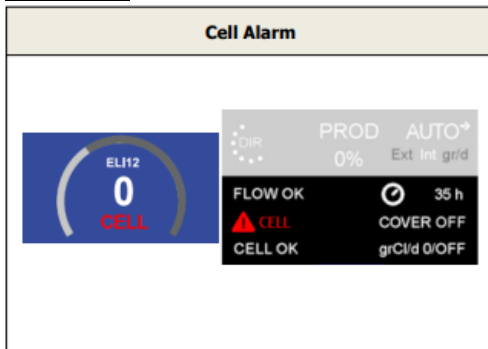 Cell Alarm
ELI12
0
CELL
DIR
PROD AUTO
0% Ext Int gr/d
FLOW OK 35 h
CELL COVER OFF
CELL OK grCl/d 0/OFF